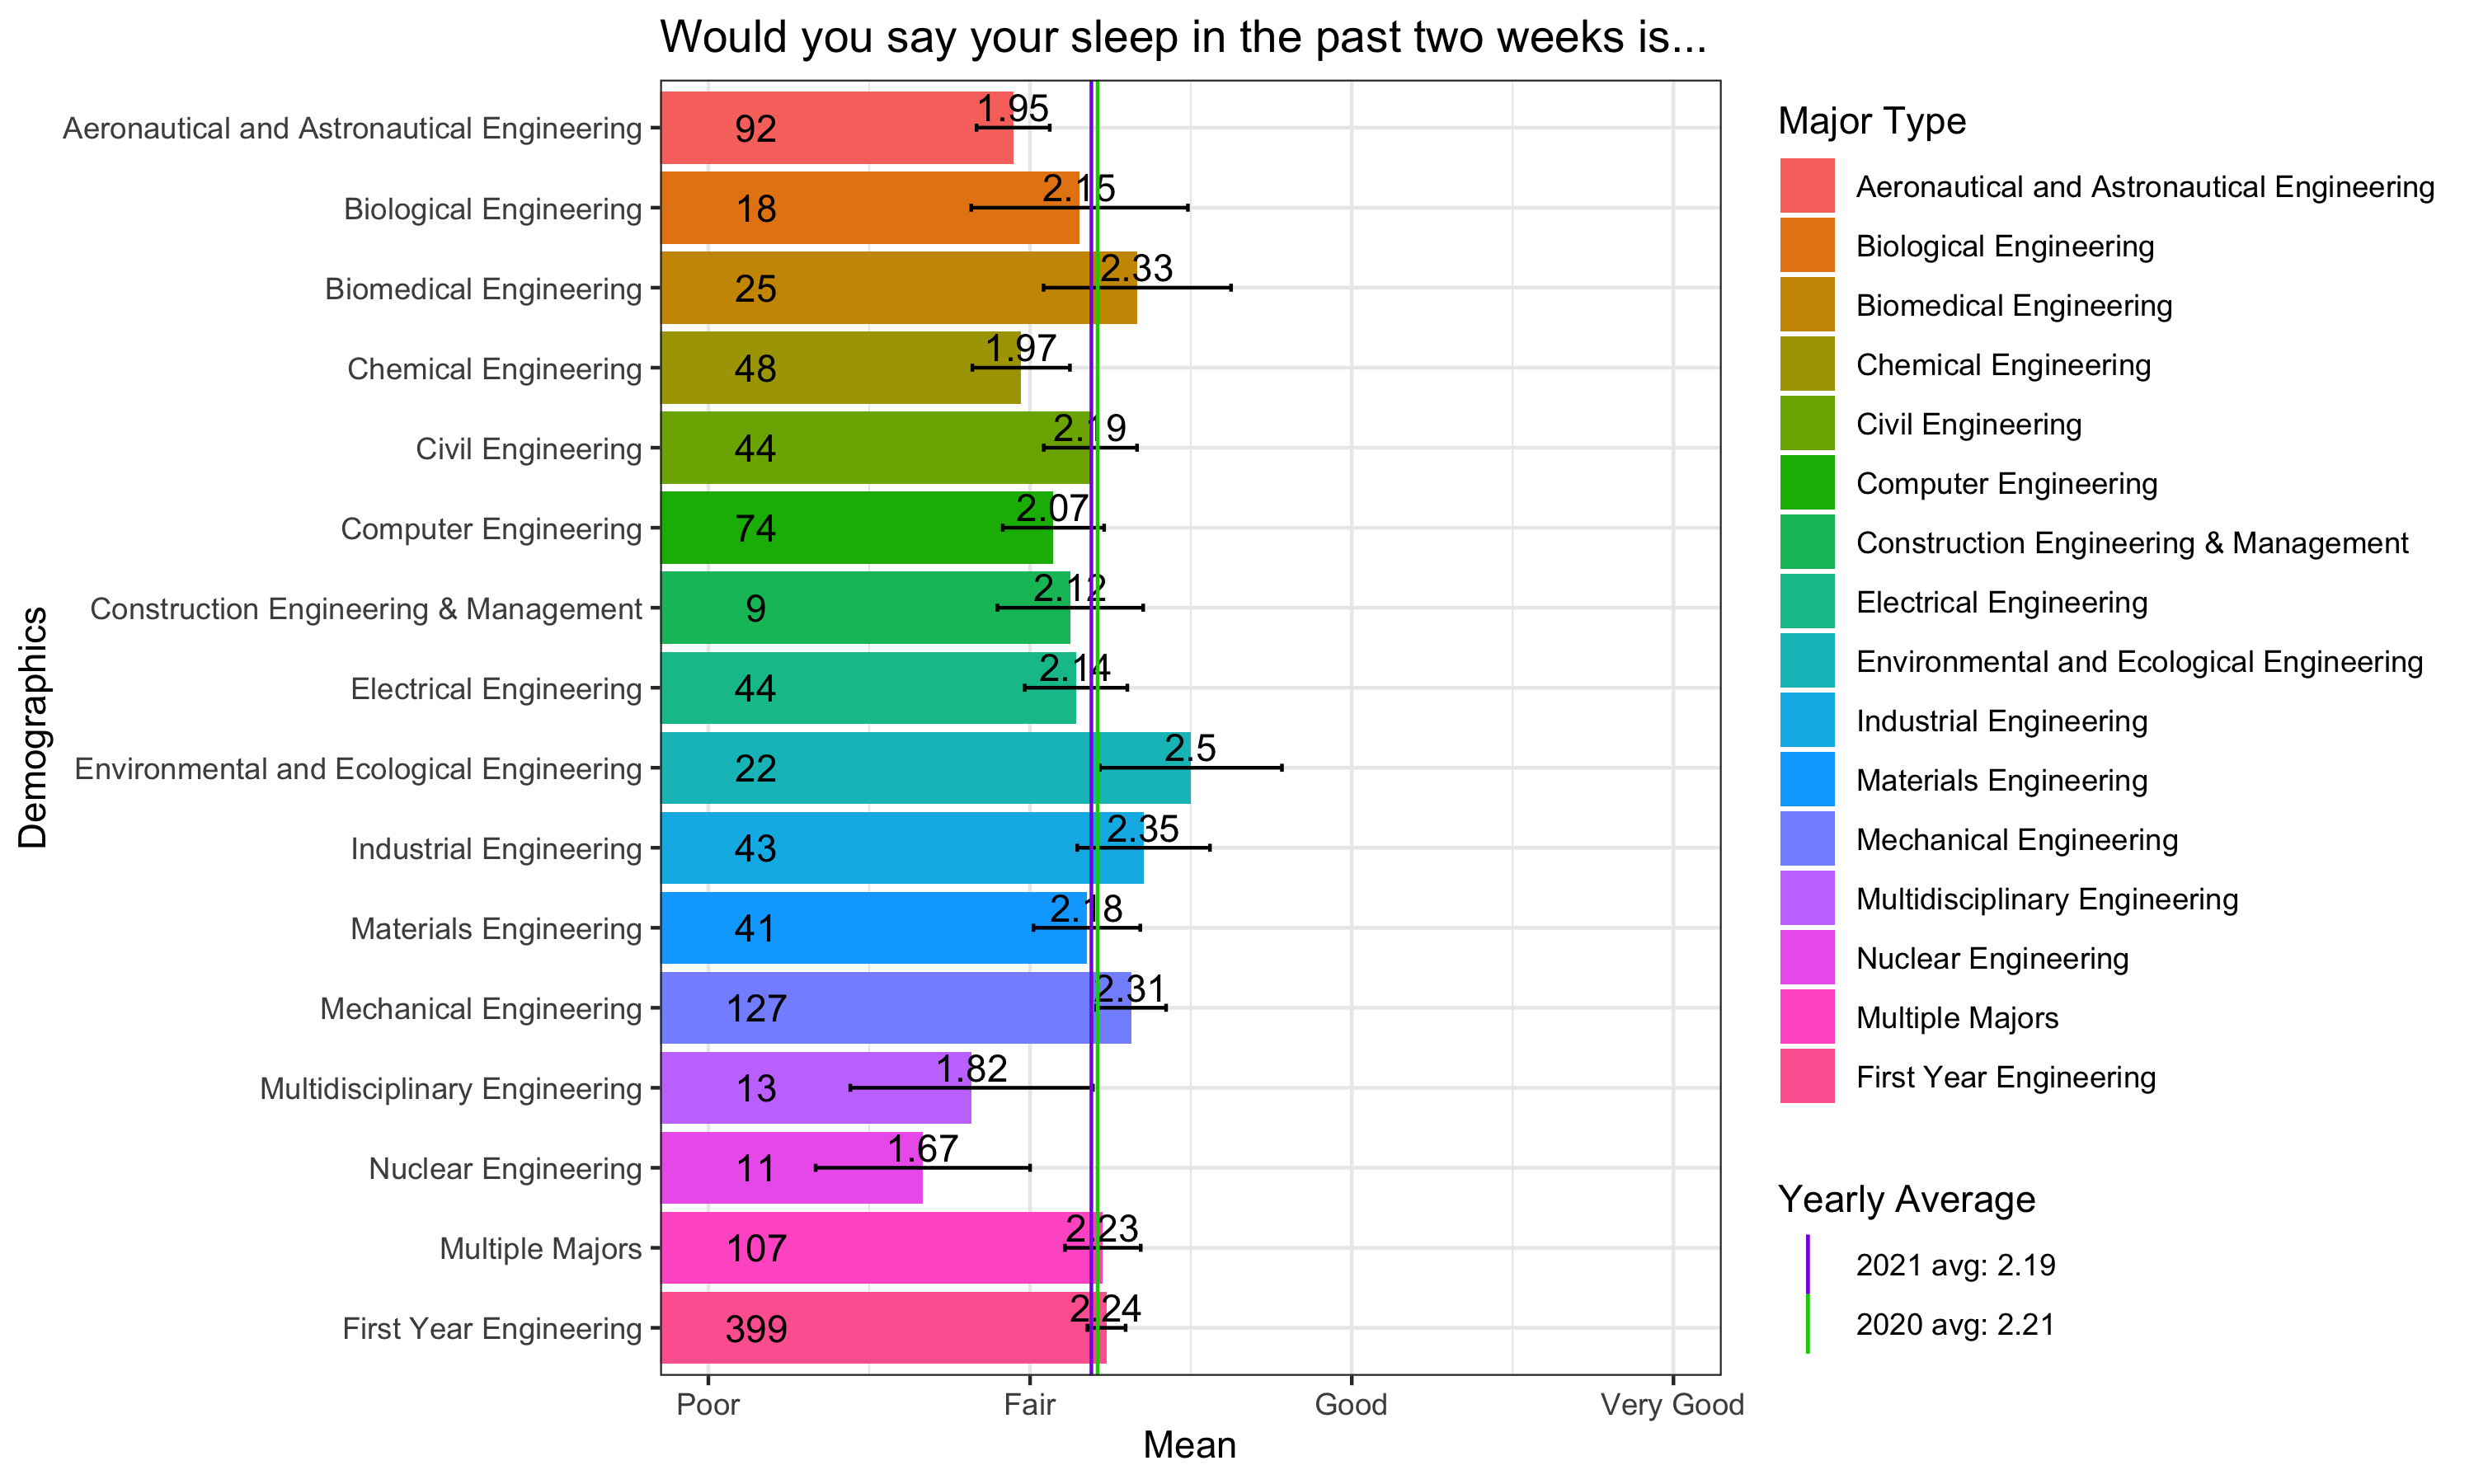 Would you say your sleep in the past two weeks is...
Demographics
Aeronautical and Astronautical Engineering 92 1.95
Biological Engineering 18 2.15
Biomedical Engineering 25 2.33
Chemical Engineering 48 1.97
Civil Engineering 44 2.19
Computer Engineering 74 2.07
Construction Engineering & Management 9 2.12
Electrical Engineering 44 2.14
Environmental and Ecological Engineering 22 2.5
Industrial Engineering 43 2.35
Materials Engineering 41 2.18
Mechanical Engineering 127 2.31
Multidisciplinary Engineering 13 1.82
Nuclear Engineering 11 1.67
Multiple Majors 107 2.23
First Year Engineering 399 2.24
Poor Fair Good Very Good
Mean
Major Type
Aeronautical and Astronautical Engineering
Biological Engineering
Biomedical Engineering
Chemical Engineering
Civil Engineering
Computer Engineering
Construction Engineering & Management
Electrical Engineering
Environmental and Ecological Engineering
Industrial Engineering
Materials Engineering
Mechanical Engineering
Multidisciplinary Engineering
Nuclear Engineering
Multiple Majors
First Year Engineering
Yearly Average
2021 avg: 2.19
2020 avg: 2.21